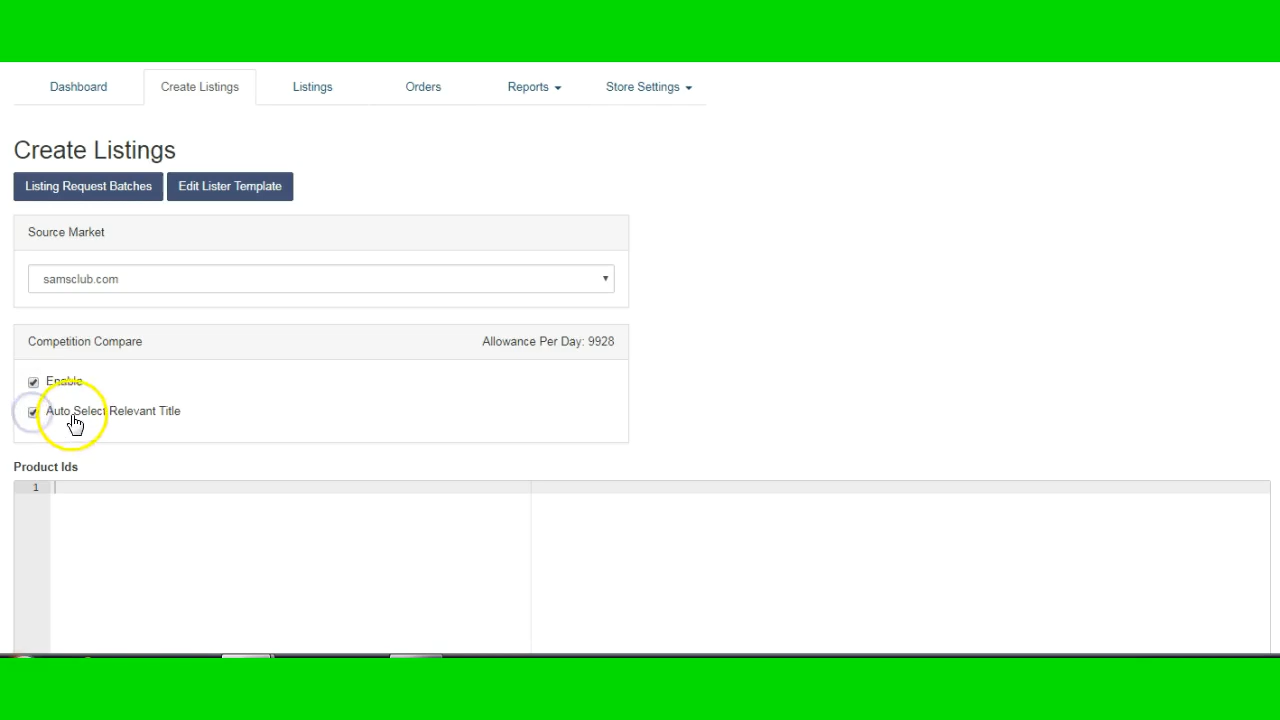 Dashboard Create Listings Listings Orders Reports Store Settings
Create Listings
Listing Request Batches Edit Lister Template
Source Market
samsclub.com
Competition Compare Allowance Per Day: 9928
Enable
Auto Select Relevant Title
Product Ids
1